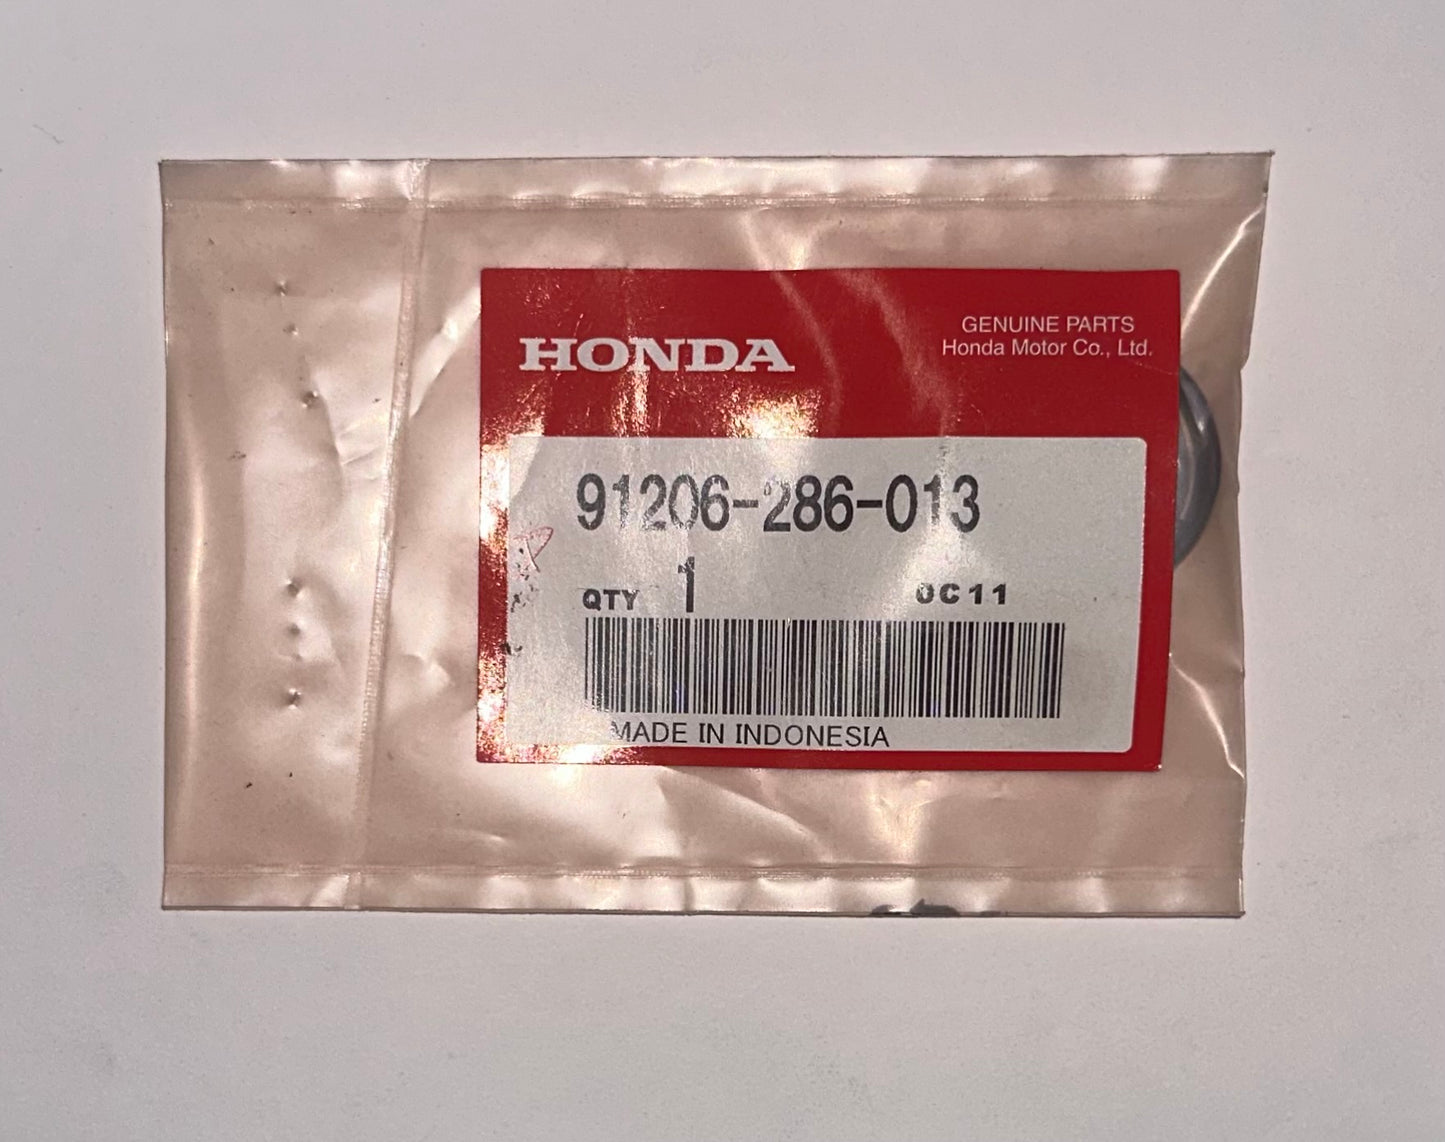 HONDA
GENUINE PARTS
Honda Motor Co., Ltd.
91206-286-013
QTY 1 0C11
MADE IN INDONESIA